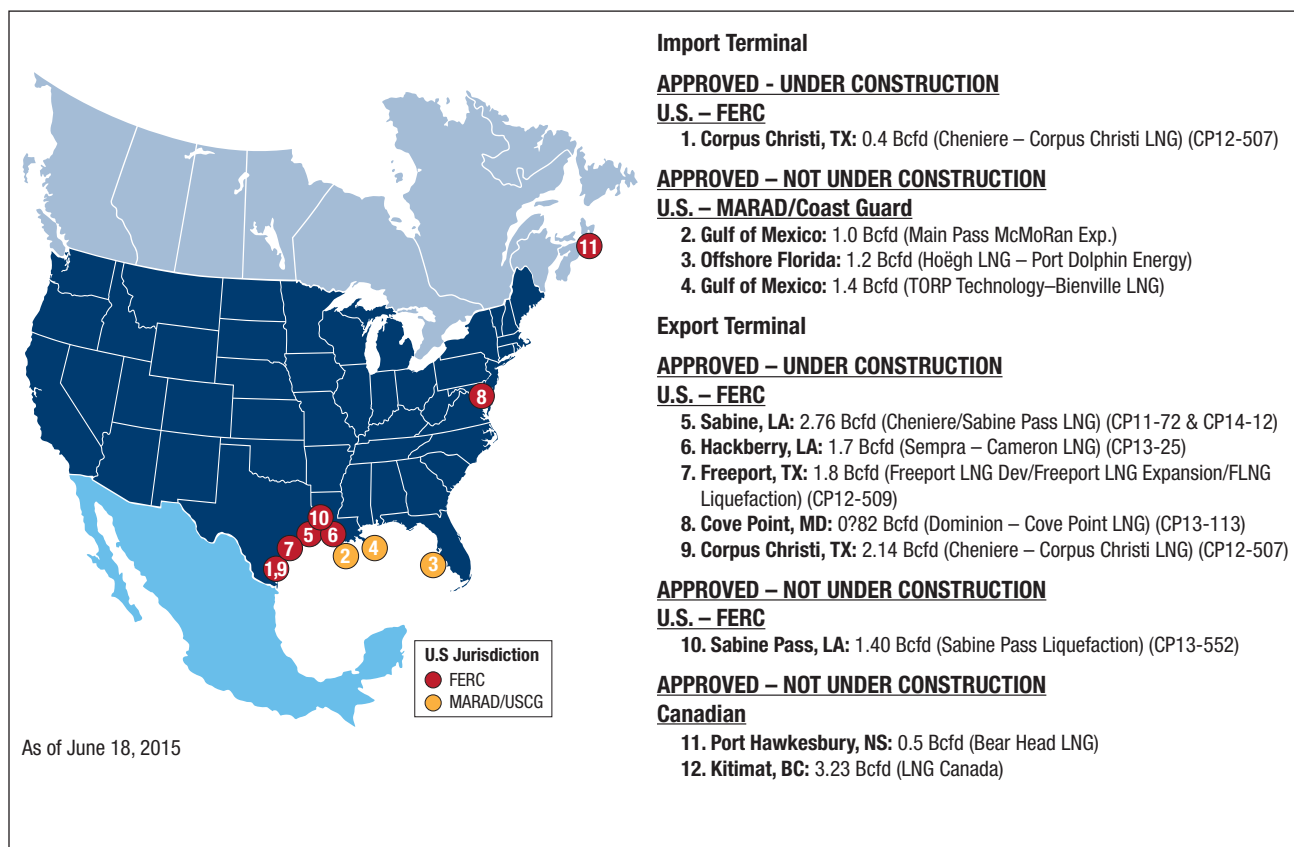 Import Terminal
APPROVED - UNDER CONSTRUCTION
U.S. – FERC
1. Corpus Christi, TX: 0.4 Bcfd (Cheniere – Corpus Christi LNG) (CP12-507)
APPROVED – NOT UNDER CONSTRUCTION
U.S. – MARAD/Coast Guard
2. Gulf of Mexico: 1.0 Bcfd (Main Pass McMoRan Exp.)
3. Offshore Florida: 1.2 Bcfd (Hoëgh LNG – Port Dolphin Energy)
4. Gulf of Mexico: 1.4 Bcfd (TORP Technology–Bienville LNG)
Export Terminal
APPROVED – UNDER CONSTRUCTION
U.S. – FERC
5. Sabine, LA: 2.76 Bcfd (Cheniere/Sabine Pass LNG) (CP11-72 & CP14-12)
6. Hackberry, LA: 1.7 Bcfd (Sempra – Cameron LNG) (CP13-25)
7. Freeport, TX: 1.8 Bcfd (Freeport LNG Dev/Freeport LNG Expansion/FLNG
Liquefaction) (CP12-509)
8. Cove Point, MD: 0?82 Bcfd (Dominion – Cove Point LNG) (CP13-113)
9. Corpus Christi, TX: 2.14 Bcfd (Cheniere – Corpus Christi LNG) (CP12-507)
APPROVED – NOT UNDER CONSTRUCTION
U.S. – FERC
10. Sabine Pass, LA: 1.40 Bcfd (Sabine Pass Liquefaction) (CP13-552)
APPROVED – NOT UNDER CONSTRUCTION
Canadian
11. Port Hawkesbury, NS: 0.5 Bcfd (Bear Head LNG)
12. Kitimat, BC: 3.23 Bcfd (LNG Canada)
11
8
10
5
6
7
2
4
1,9
3
U.S Jurisdiction
FERC
MARAD/USCG
As of June 18, 2015